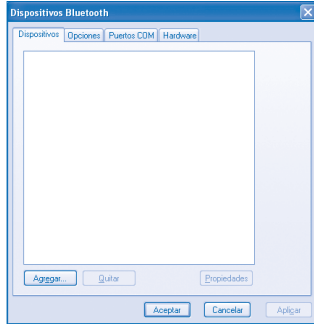 Dispositivos Bluetooth
Dispositivos Opciones Puertos COM Hardware
Agregar... Quitar Propiedades
Aceptar Cancelar Aplicar